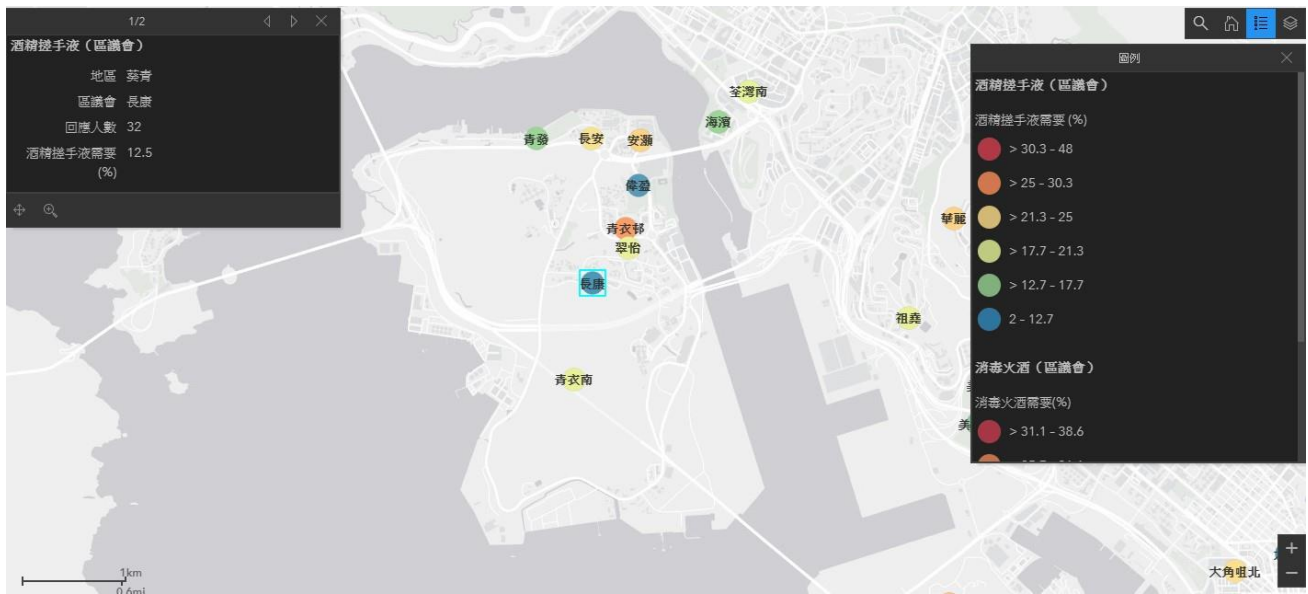 1/2
酒精搓手液（區議會）
地區 葵青
區議會 長康
回應人數 32
酒精搓手液需要 12.5
(%)
圖例
酒精搓手液（區議會）
酒精搓手液需要 (%)
> 30.3 - 48
> 25 - 30.3
> 21.3 - 25
> 17.7 - 21.3
> 12.7 - 17.7
2 - 12.7
消毒火酒（區議會）
消毒火酒需要(%)
> 31.1 - 38.6
荃灣南
海濱
青發
長安
安灝
偉盈
青衣邨
翠怡
長康
華麗
祖堯
青衣南
美
大角咀北
1km
0.6mi